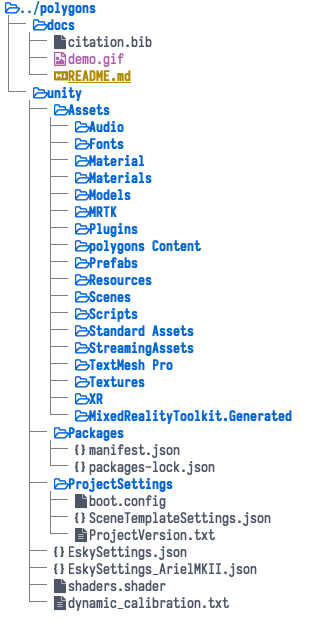 ../polygons
docs
citation.bib
demo.gif
README.md
unity
Assets
Audio
Fonts
Material
Materials
Models
MRTK
Plugins
polygons Content
Prefabs
Resources
Scenes
Scripts
Standard Assets
StreamingAssets
TextMesh Pro
Textures
XR
MixedRealityToolkit.Generated
Packages
manifest.json
packages-lock.json
ProjectSettings
boot.config
SceneTemplateSettings.json
ProjectVersion.txt
EskySettings.json
EskySettings_ArielMKII.json
shaders.shader
dynamic_calibration.txt